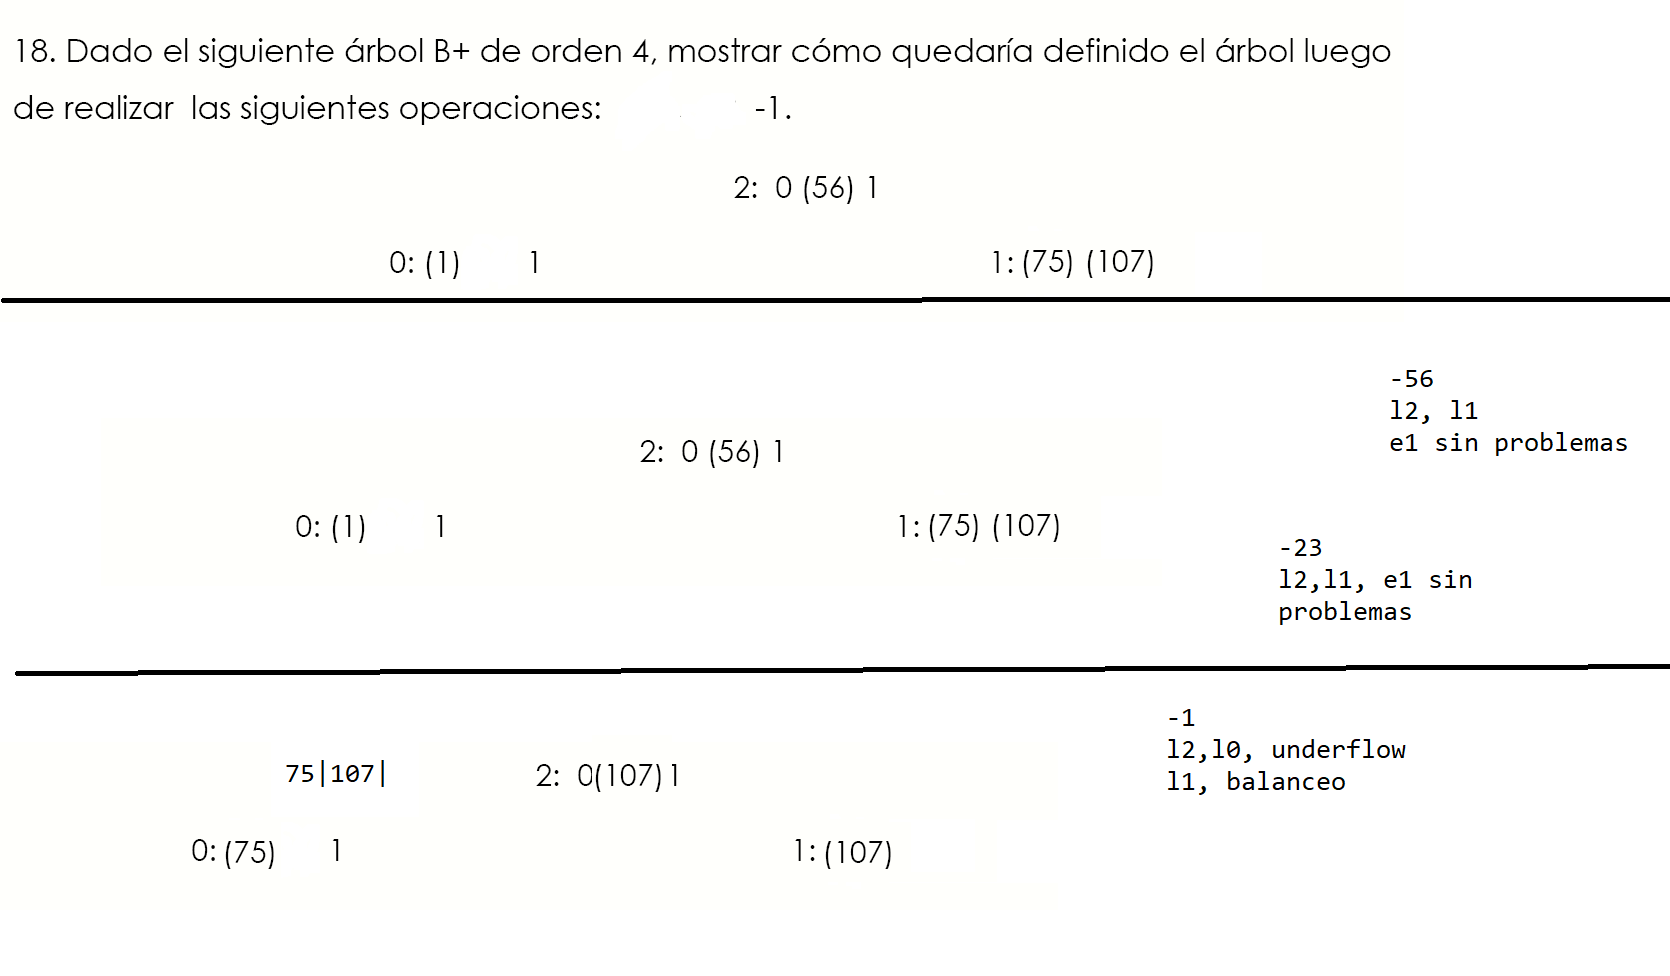 18. Dado el siguiente árbol B+ de orden 4, mostrar cómo quedaría definido el árbol luego
de realizar las siguientes operaciones: -1.
2: 0 (56) 1
0: (1) 1 1: (75) (107)
-56
l2, l1
e1 sin problemas
2: 0 (56) 1
0: (1) 1 1: (75) (107)
-23
l2,l1, e1 sin
problemas
-1
l2,l0, underflow
l1, balanceo
75|107| 2: 0(107)1
0: (75) 1 1: (107)